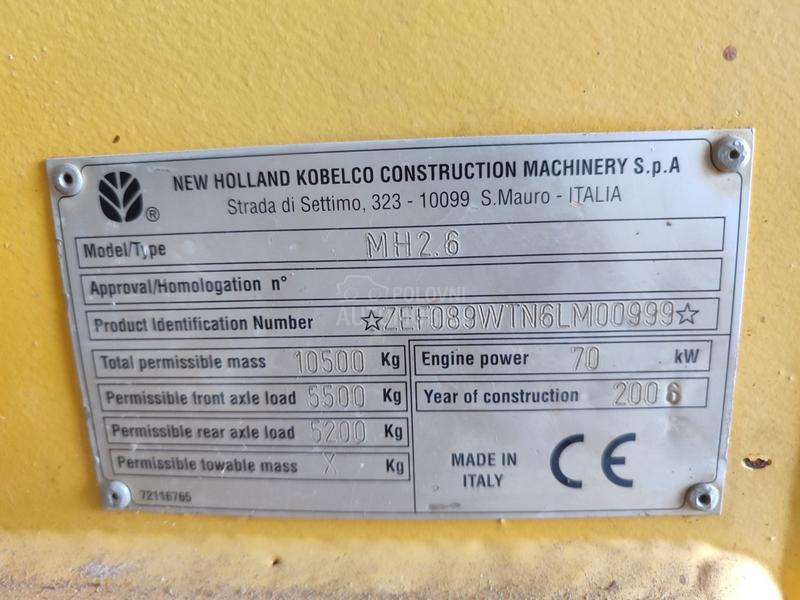 NEW HOLLAND KOBELCO CONSTRUCTION MACHINERY S.p.A
Strada di Settimo, 323 - 10099 S.Mauro - ITALIA
®
Model/Type MH2.6
Approval/Homologation n°
POLOVNI
Product Identification Number ☆ZEF089WTN6LM00999☆
Total permissible mass 10500 Kg
Engine power 70 kW
Permissible front axle load 5500 Kg
Year of construction 2006
Permissible rear axle load 5200 Kg
Permissible towable mass X Kg
MADE IN
ITALY
CE
72116765